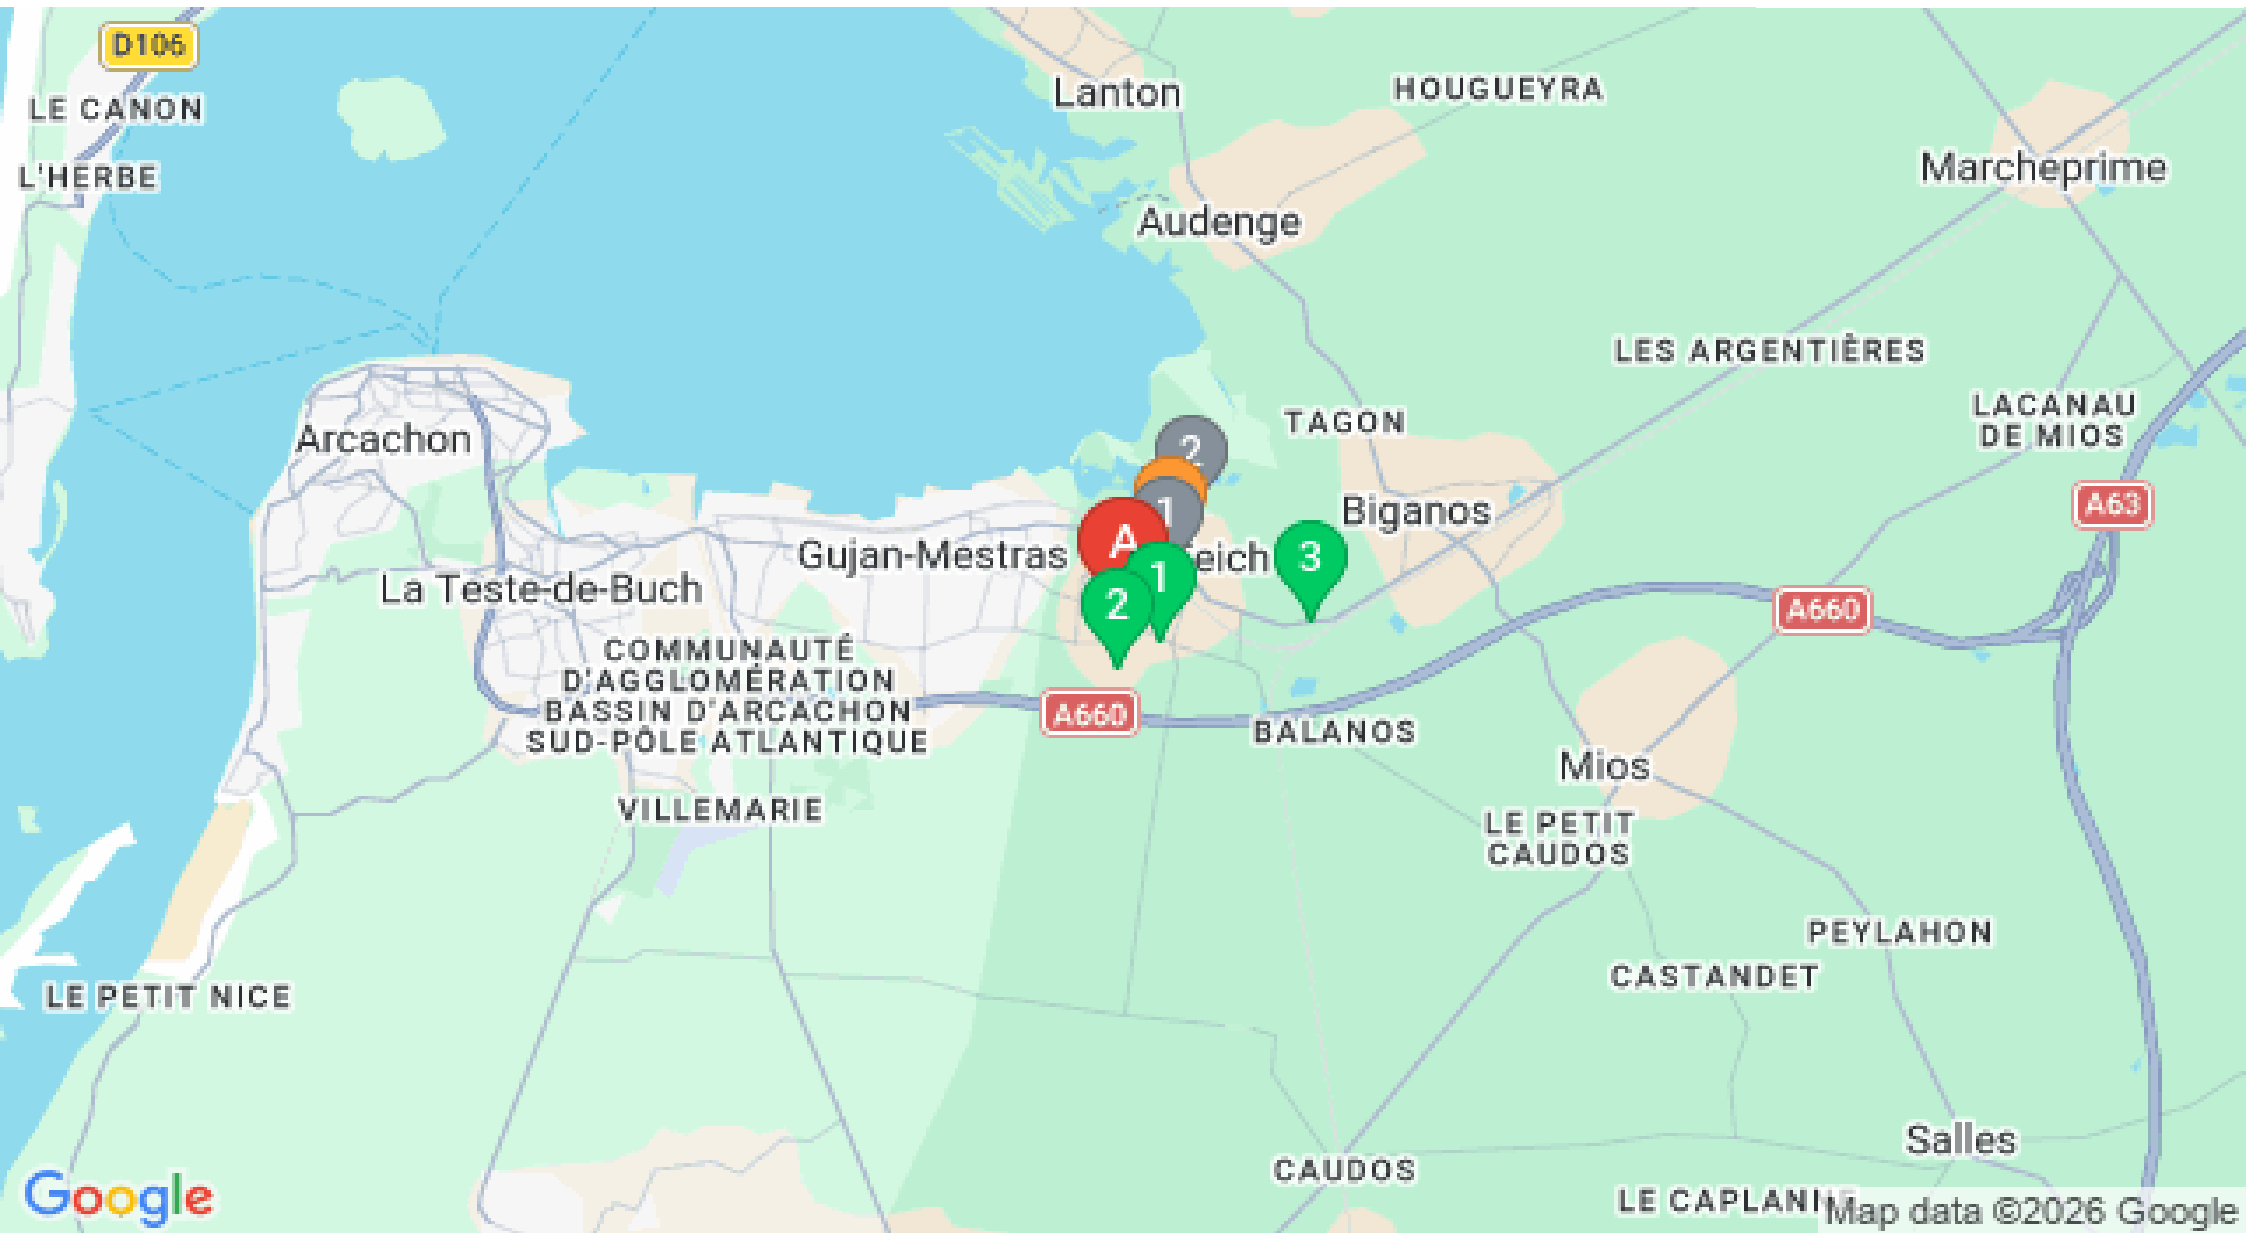 D106
LE CANON
L'HERBE
Lanton
HOUGUEYRA
Marcheprime
Audenge
LES ARGENTIÈRES
LACANAU
DE MIOS
TAGON
Arcachon
2
1
A63
Biganos
A
eich
3
1
2
Gujan-Mestras
La Teste-de-Buch
A660
COMMUNAUTÉ
D'AGGLOMÉRATION
BASSIN D'ARCACHON
SUD-PÔLE ATLANTIQUE
A660
BALANOS
Mios
VILLEMARIE
LE PETIT
CAUDOS
PEYLAHON
CASTANDET
LE PETIT NICE
Salles
CAUDOS
LE CAPLANN
Google
Map data ©2026 Google